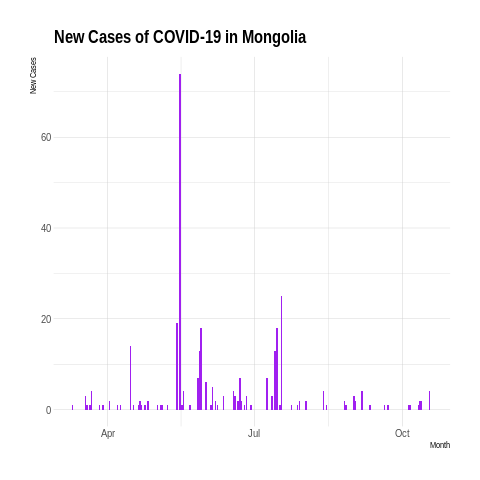 New Cases of COVID-19 in Mongolia
New Cases
60
40
20
0
Apr
Jul
Oct
Month